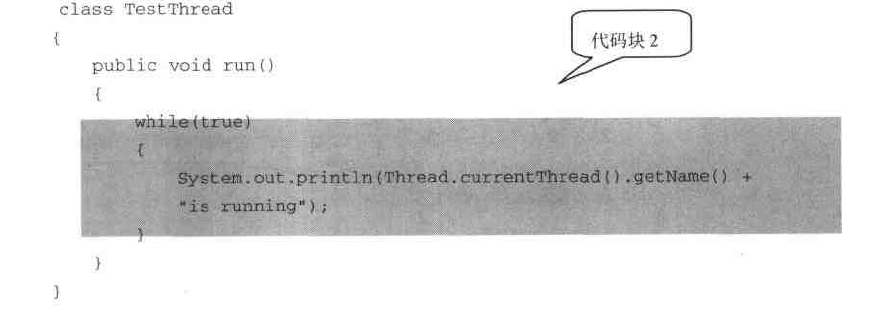 class TestThread
{
代码块2
public void run()
{
while(true)
{
System.out.println(Thread.currentThread().getName() +
"is running");
}
}
}